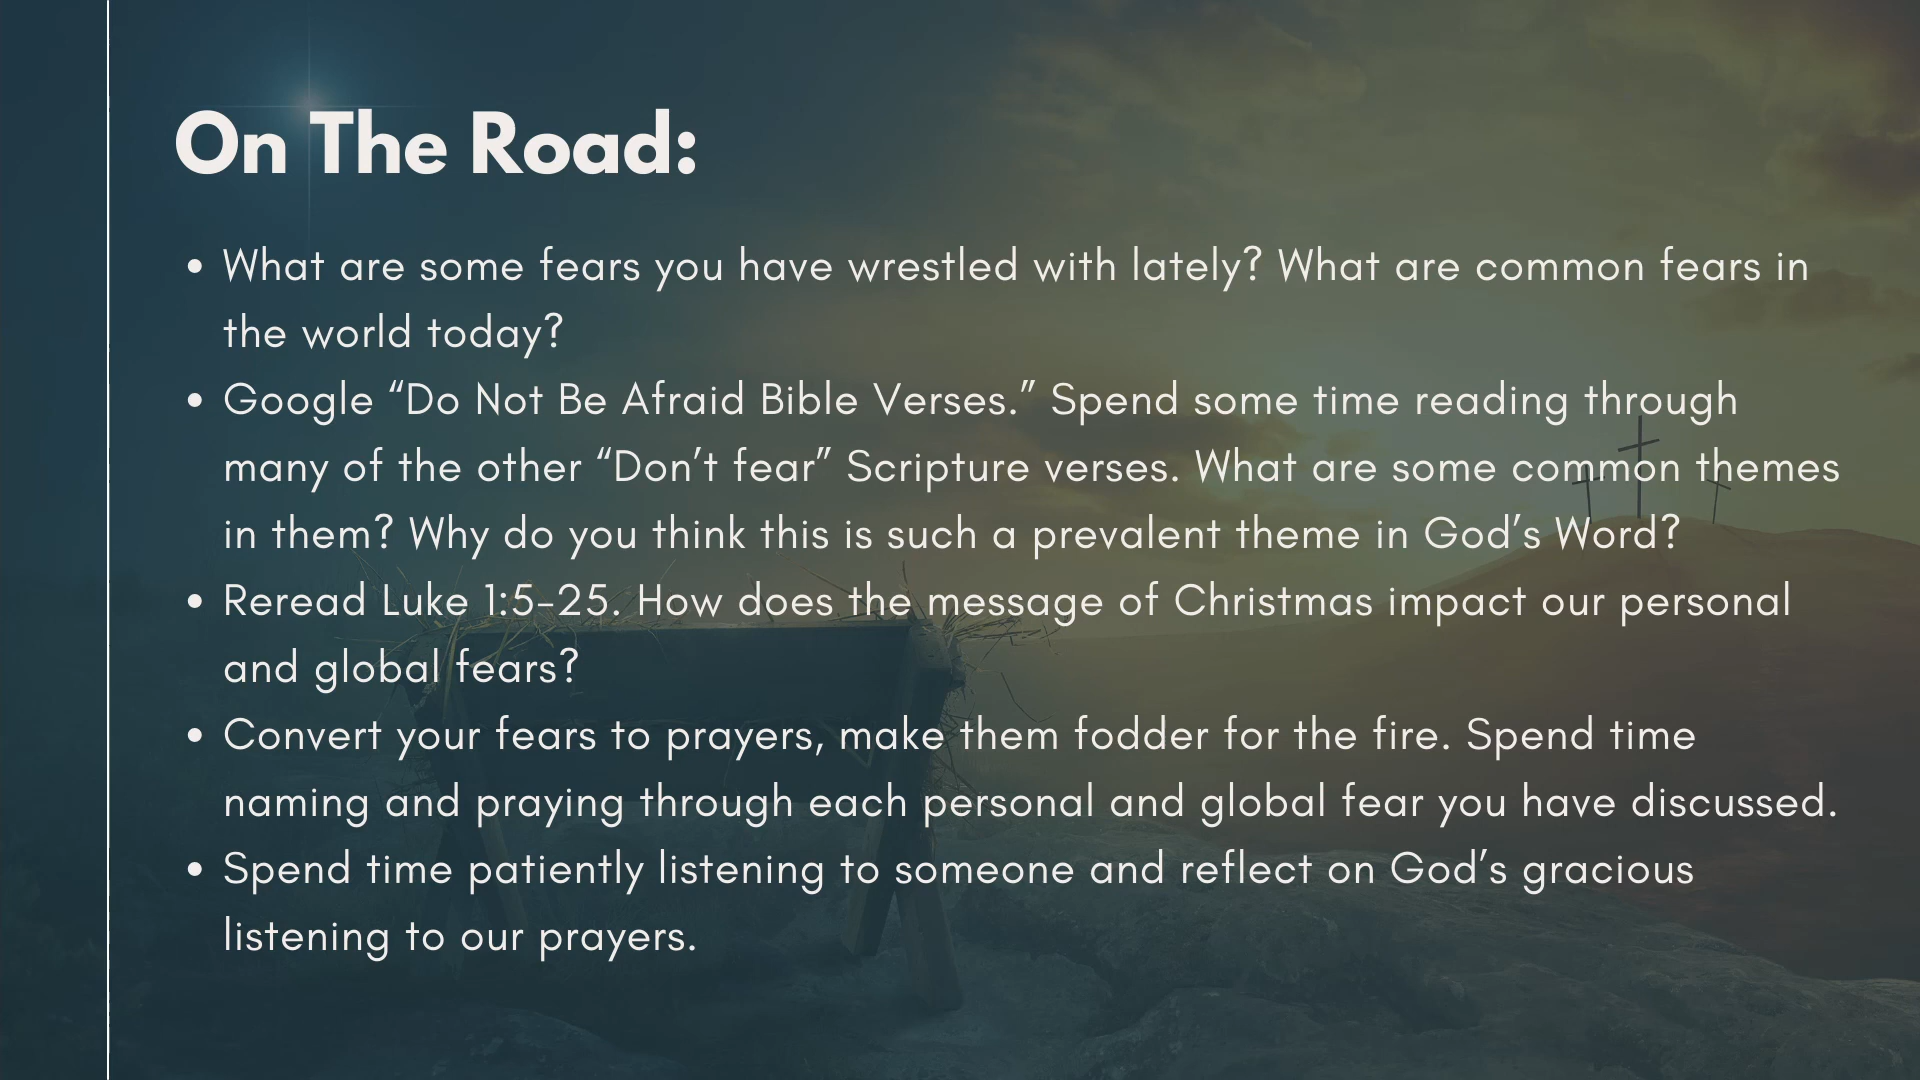 On The Road:
• What are some fears you have wrestled with lately? What are common fears in
the world today?
• Google “Do Not Be Afraid Bible Verses.” Spend some time reading through
many of the other “Don’t fear” Scripture verses. What are some common themes
in them? Why do you think this is such a prevalent theme in God’s Word?
• Reread Luke 1:5-25. How does the message of Christmas impact our personal
and global fears?
• Convert your fears to prayers, make them fodder for the fire. Spend time
naming and praying through each personal and global fear you have discussed.
• Spend time patiently listening to someone and reflect on God’s gracious
listening to our prayers.